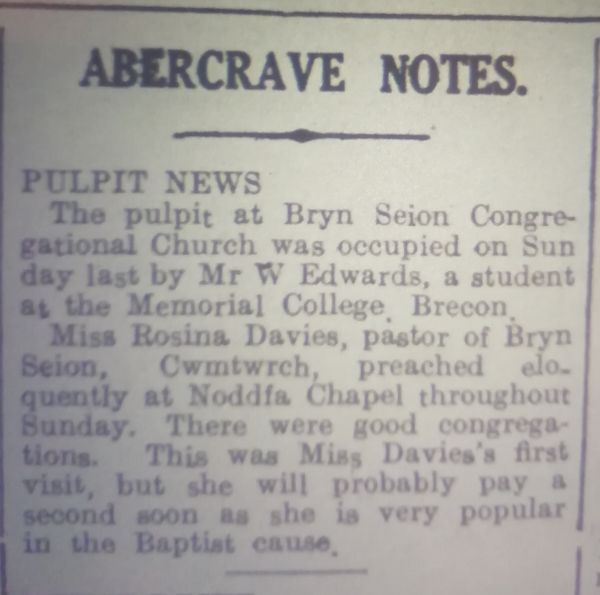 ABERCRAVE NOTES.
PULPIT NEWS
The pulpit at Bryn Seion Congre-
gational Church was occupied on Sun
day last by Mr W Edwards, a student
at the Memorial College, Brecon.
Miss Rosina Davies, pastor of Bryn
Seion, Cwmtwrch, preached elo-
quently at Noddfa Chapel throughout
Sunday. There were good congrega-
tions. This was Miss Davies's first
visit, but she will probably pay a
second soon as she is very popular
in the Baptist cause.